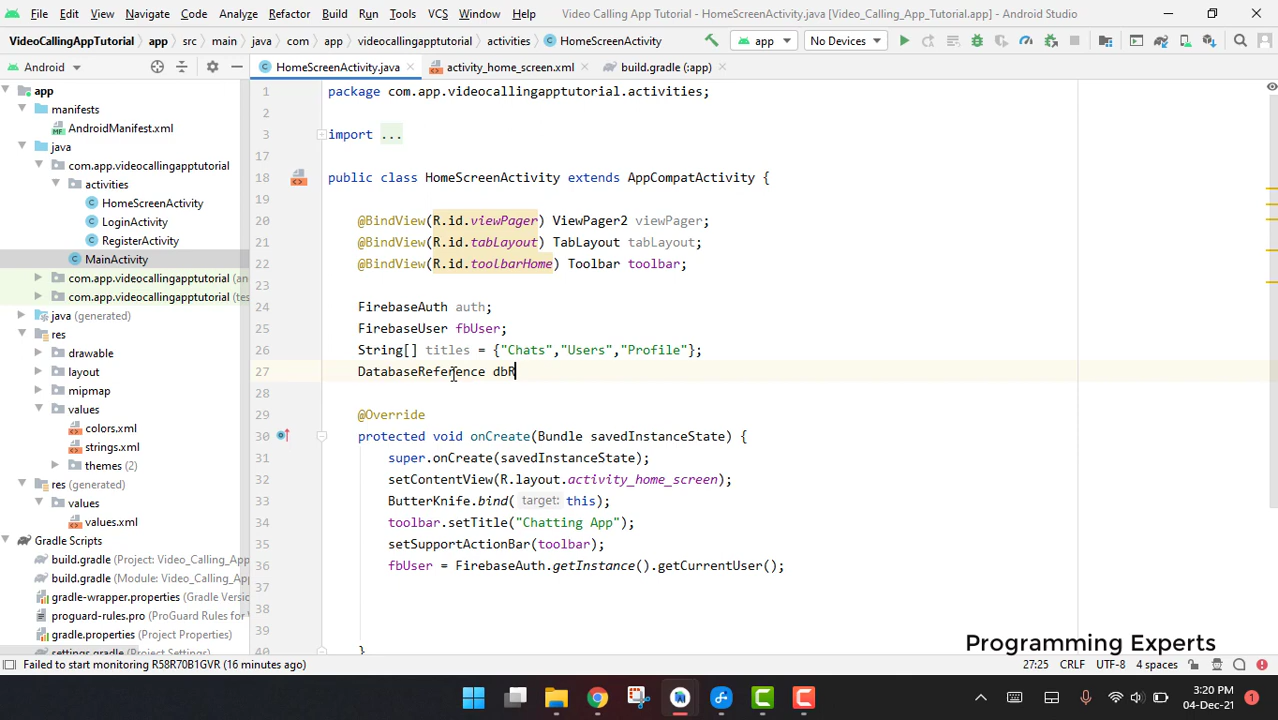 File Edit View Navigate Code Analyze Refactor Build Run Tools VCS Window Help Video Calling App Tutorial - HomeScreenActivity.java [Video_Calling_App_Tutorial.app] - Android Studio
VideoCallingAppTutorial app src main java com app videocallingapptutorial activities HomeScreenActivity app No Devices
Android HomeScreenActivity.java activity_home_screen.xml build.gradle (:app)
app
manifests
AndroidManifest.xml
java
com.app.videocallingapptutorial
activities
HomeScreenActivity
LoginActivity
RegisterActivity
MainActivity
com.app.videocallingapptutorial (an
com.app.videocallingapptutorial (te
java (generated)
res
drawable
layout
mipmap
values
colors.xml
strings.xml
themes (2)
res (generated)
values
values.xml
Gradle Scripts
build.gradle (Project: Video_Calling_App
build.gradle (Module: Video_Calling_App
gradle-wrapper.properties (Gradle Version
proguard-rules.pro (ProGuard Rules for
gradle.properties (Project Properties)
settings.gradle (Project Settings)
1 package com.app.videocallingapptutorial.activities;
2
3 import ...
17
18 public class HomeScreenActivity extends AppCompatActivity {
19
20 @BindView(R.id.viewPager) ViewPager2 viewPager;
21 @BindView(R.id.tabLayout) TabLayout tabLayout;
22 @BindView(R.id.toolbarHome) Toolbar toolbar;
23
24 FirebaseAuth auth;
25 FirebaseUser fbUser;
26 String[] titles = {"Chats","Users","Profile"};
27 DatabaseReference dbR
28
29 @Override
30 protected void onCreate(Bundle savedInstanceState) {
31 super.onCreate(savedInstanceState);
32 setContentView(R.layout.activity_home_screen);
33 ButterKnife.bind( target: this);
34 toolbar.setTitle("Chatting App");
35 setSupportActionBar(toolbar);
36 fbUser = FirebaseAuth.getInstance().getCurrentUser();
37
38
39
40 }
Programming Experts
Failed to start monitoring R58R70B1GVR (16 minutes ago) 27:25 CRLF UTF-8 4 spaces
3:20 PM
04-Dec-21
1